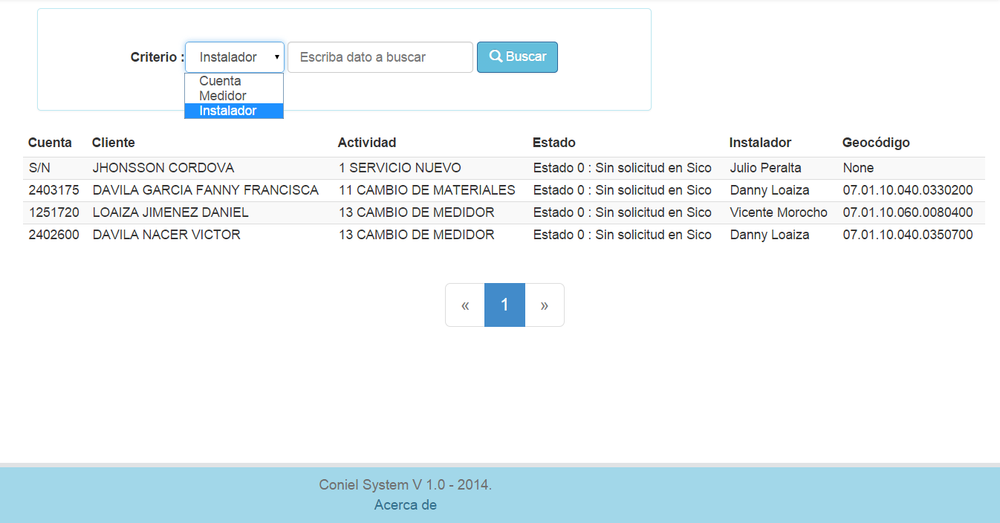 Criterio : Instalador Escriba dato a buscar Buscar
Cuenta
Medidor
Instalador
Cuenta Cliente Actividad Estado Instalador Geocódigo
S/N JHONSSON CORDOVA 1 SERVICIO NUEVO Estado 0 : Sin solicitud en Sico Julio Peralta None
2403175 DAVILA GARCIA FANNY FRANCISCA 11 CAMBIO DE MATERIALES Estado 0 : Sin solicitud en Sico Danny Loaiza 07.01.10.040.0330200
1251720 LOAIZA JIMENEZ DANIEL 13 CAMBIO DE MEDIDOR Estado 0 : Sin solicitud en Sico Vicente Morocho 07.01.10.060.0080400
2402600 DAVILA NACER VICTOR 13 CAMBIO DE MEDIDOR Estado 0 : Sin solicitud en Sico Danny Loaiza 07.01.10.040.0350700
« 1 »
Coniel System V 1.0 - 2014.
Acerca de